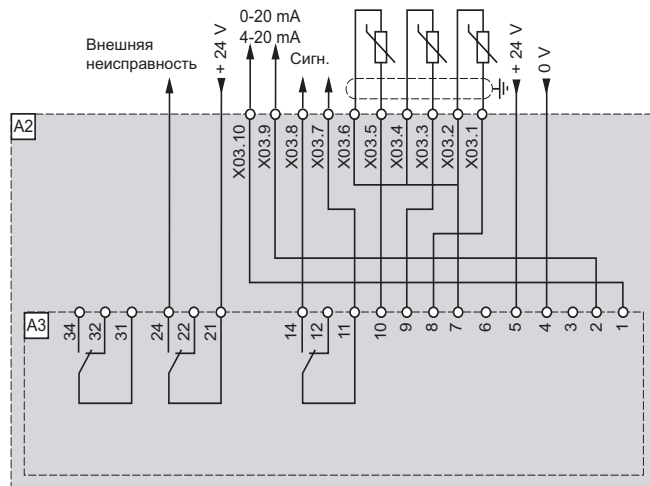 0-20 mA
4-20 mA
Внешняя
неисправность
+ 24 V
Сигн.
+ 24 V
0 V
A2
X03.10
X03.9
X03.8
X03.7
X03.6
X03.5
X03.4
X03.3
X03.2
X03.1
A3
34
32
31
24
22
21
14
12
11
10
9
8
7
6
5
4
3
2
1